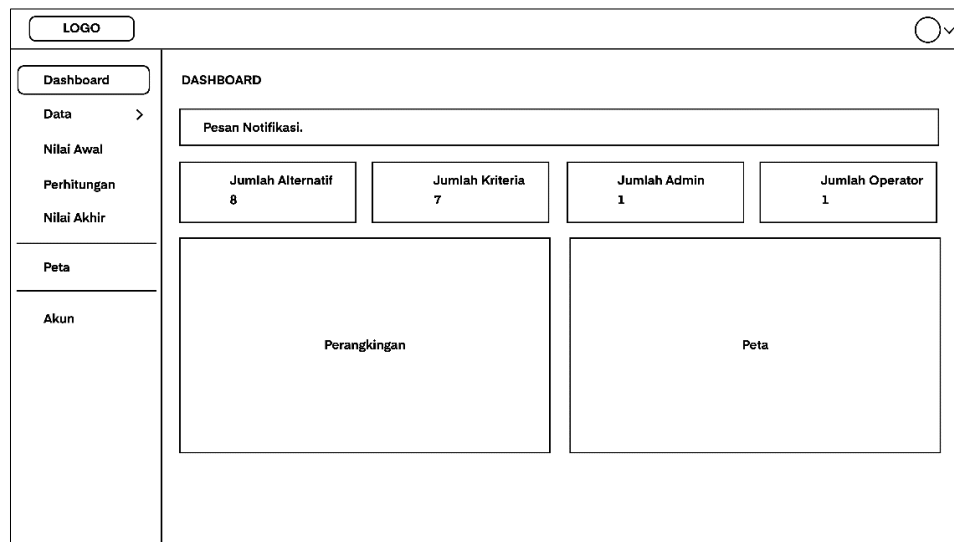 LOGO
Dashboard
Data
Nilai Awal
Perhitungan
Nilai Akhir
Peta
Akun
DASHBOARD
Pesan Notifikasi.
Jumlah Alternatif
8
Jumlah Kriteria
7
Jumlah Admin
1
Jumlah Operator
1
Perangkingan
Peta